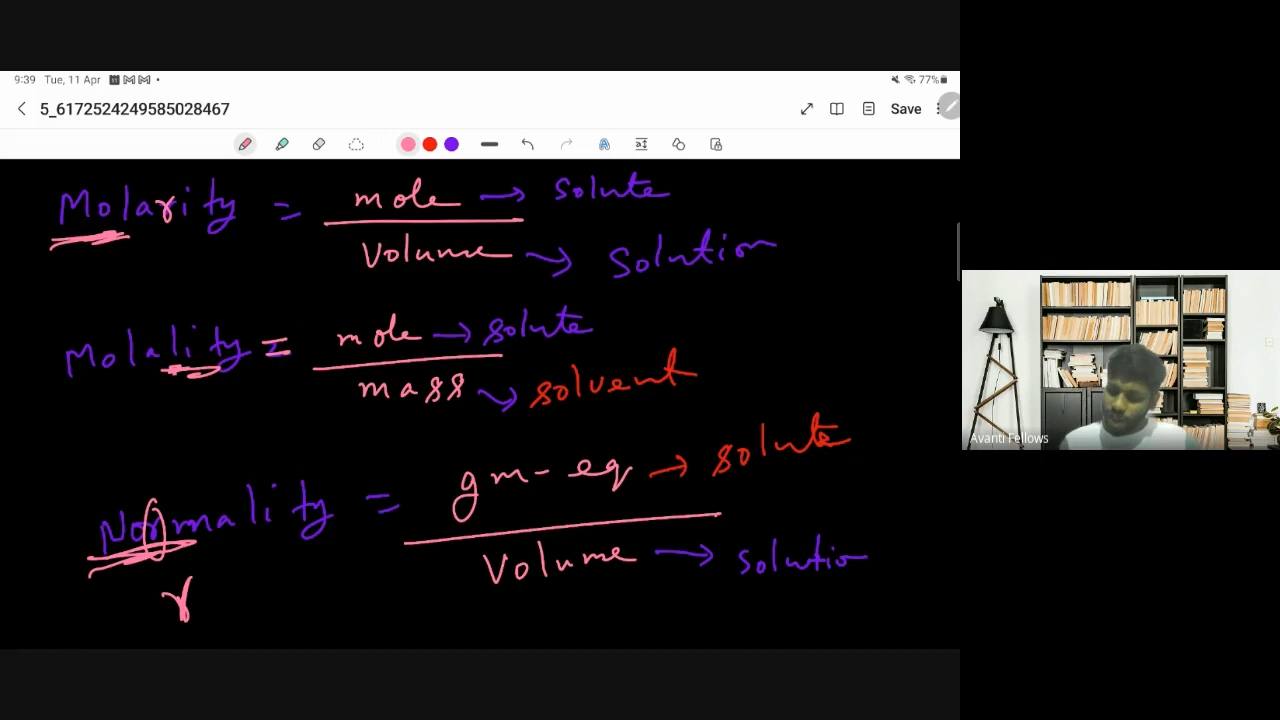 9:39 Tue, 11 Apr
77%
5_6172524249585028467
Save
Molarity = mole → solute
Volume → solution
Molality = mole → solute
mass → solvent
Normality = gm-eq → solute
Volume → solution
r
Avanti Fellows